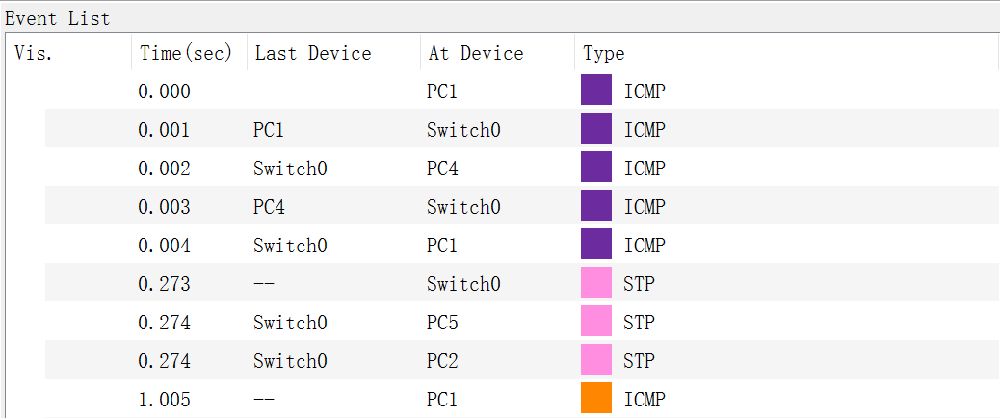 Event List
Vis. Time(sec) Last Device At Device Type
0.000 -- PC1 ICMP
0.001 PC1 Switch0 ICMP
0.002 Switch0 PC4 ICMP
0.003 PC4 Switch0 ICMP
0.004 Switch0 PC1 ICMP
0.273 -- Switch0 STP
0.274 Switch0 PC5 STP
0.274 Switch0 PC2 STP
1.005 -- PC1 ICMP